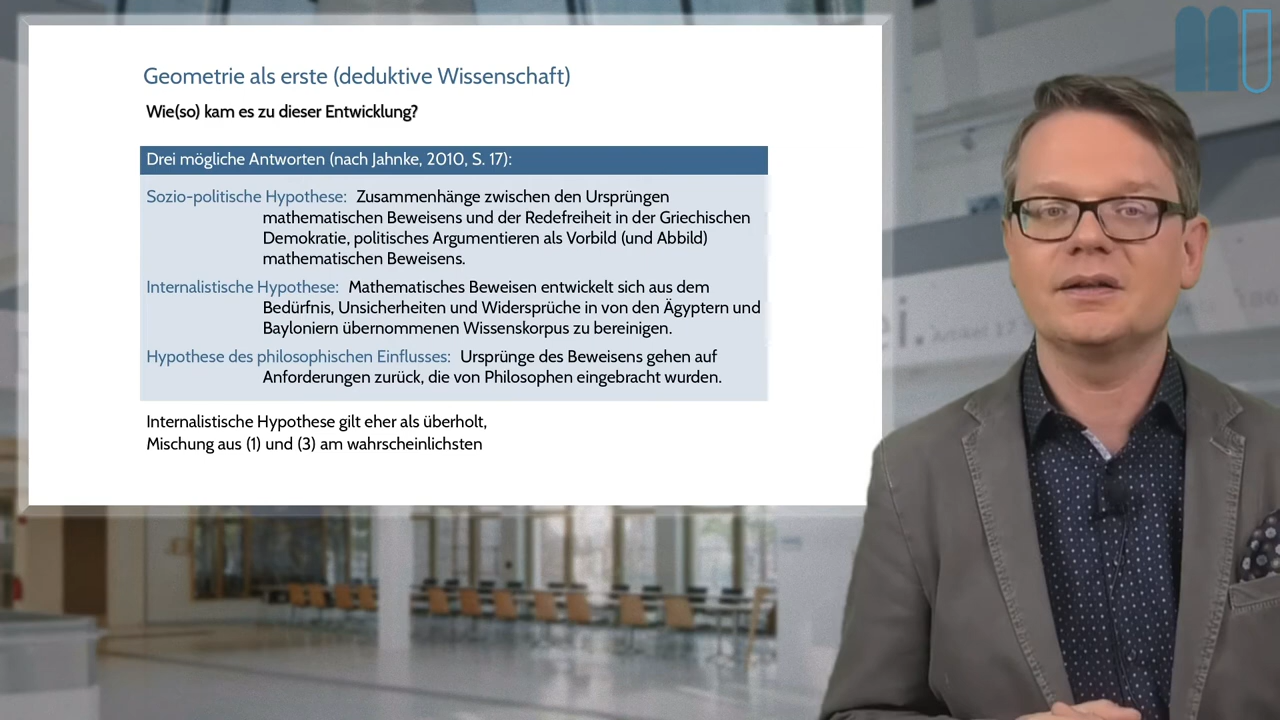 Geometrie als erste (deduktive Wissenschaft)
Wie(so) kam es zu dieser Entwicklung?
Drei mögliche Antworten (nach Jahnke, 2010, S. 17):
Sozio-politische Hypothese: Zusammenhänge zwischen den Ursprüngen
mathematischen Beweisens und der Redefreiheit in der Griechischen
Demokratie, politisches Argumentieren als Vorbild (und Abbild)
mathematischen Beweisens.
Internalistische Hypothese: Mathematisches Beweisen entwickelt sich aus dem
Bedürfnis, Unsicherheiten und Widersprüche in von den Ägyptern und
Bayloniern übernommenen Wissenskorpus zu bereinigen.
Hypothese des philosophischen Einflusses: Ursprünge des Beweisens gehen auf
Anforderungen zurück, die von Philosophen eingebracht wurden.
Internalistische Hypothese gilt eher als überholt,
Mischung aus (1) und (3) am wahrscheinlichsten